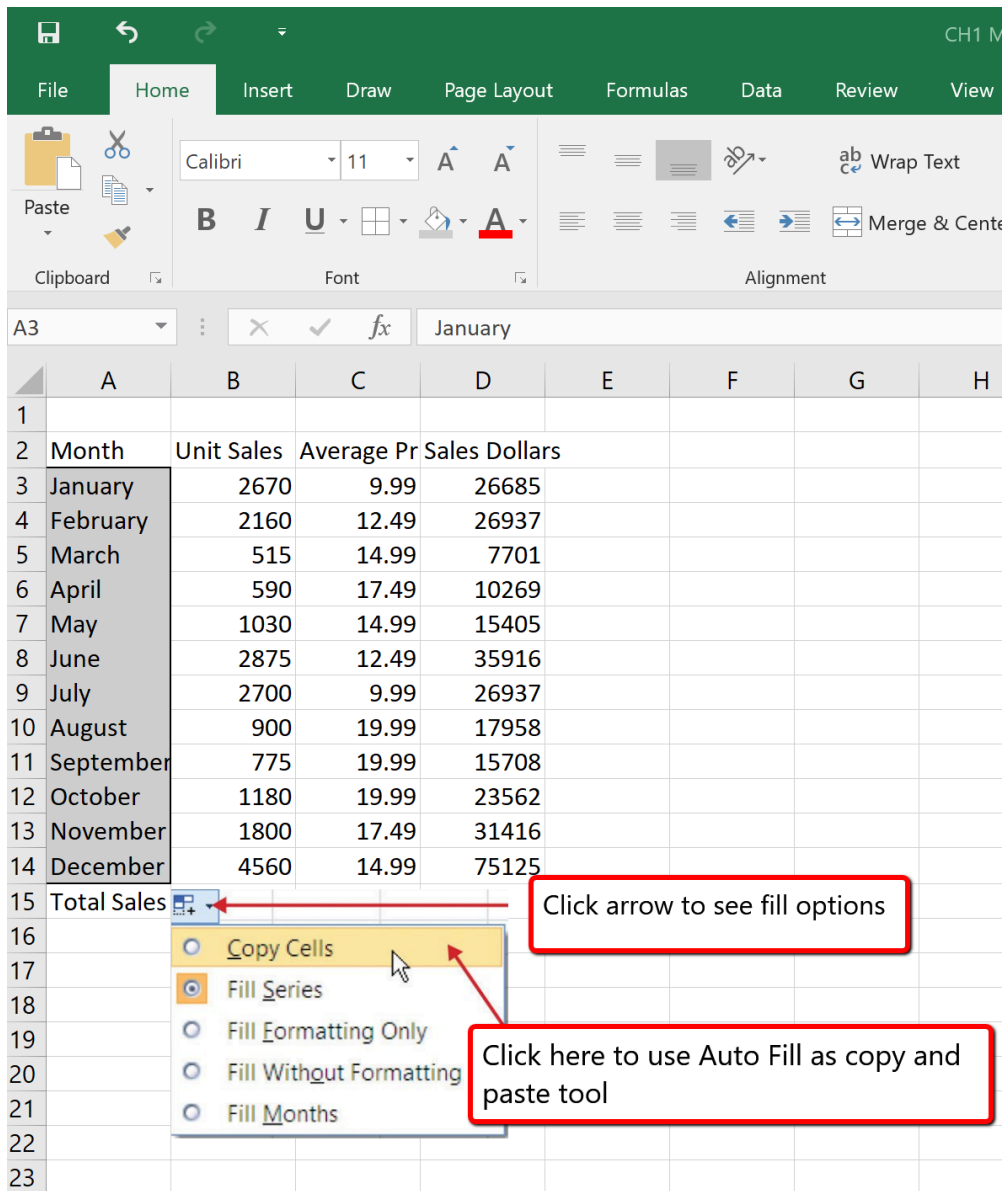 CH1 M
File Home Insert Draw Page Layout Formulas Data Review View
Calibri 11 A A ab c Wrap Text
Paste B I U A Merge & Cente
Clipboard Font Alignment
A3 fx January
A B C D E F G H
1
2 Month Unit Sales Average Pr Sales Dollars
3 January 2670 9.99 26685
4 February 2160 12.49 26937
5 March 515 14.99 7701
6 April 590 17.49 10269
7 May 1030 14.99 15405
8 June 2875 12.49 35916
9 July 2700 9.99 26937
10 August 900 19.99 17958
11 September 775 19.99 15708
12 October 1180 19.99 23562
13 November 1800 17.49 31416
14 December 4560 14.99 75125
15 Total Sales Click arrow to see fill options
16 Copy Cells
17 Fill Series
18
19 Fill Formatting Only
20 Fill Without Formatting
21 Fill Months
22
23
Click here to use Auto Fill as copy and
paste tool